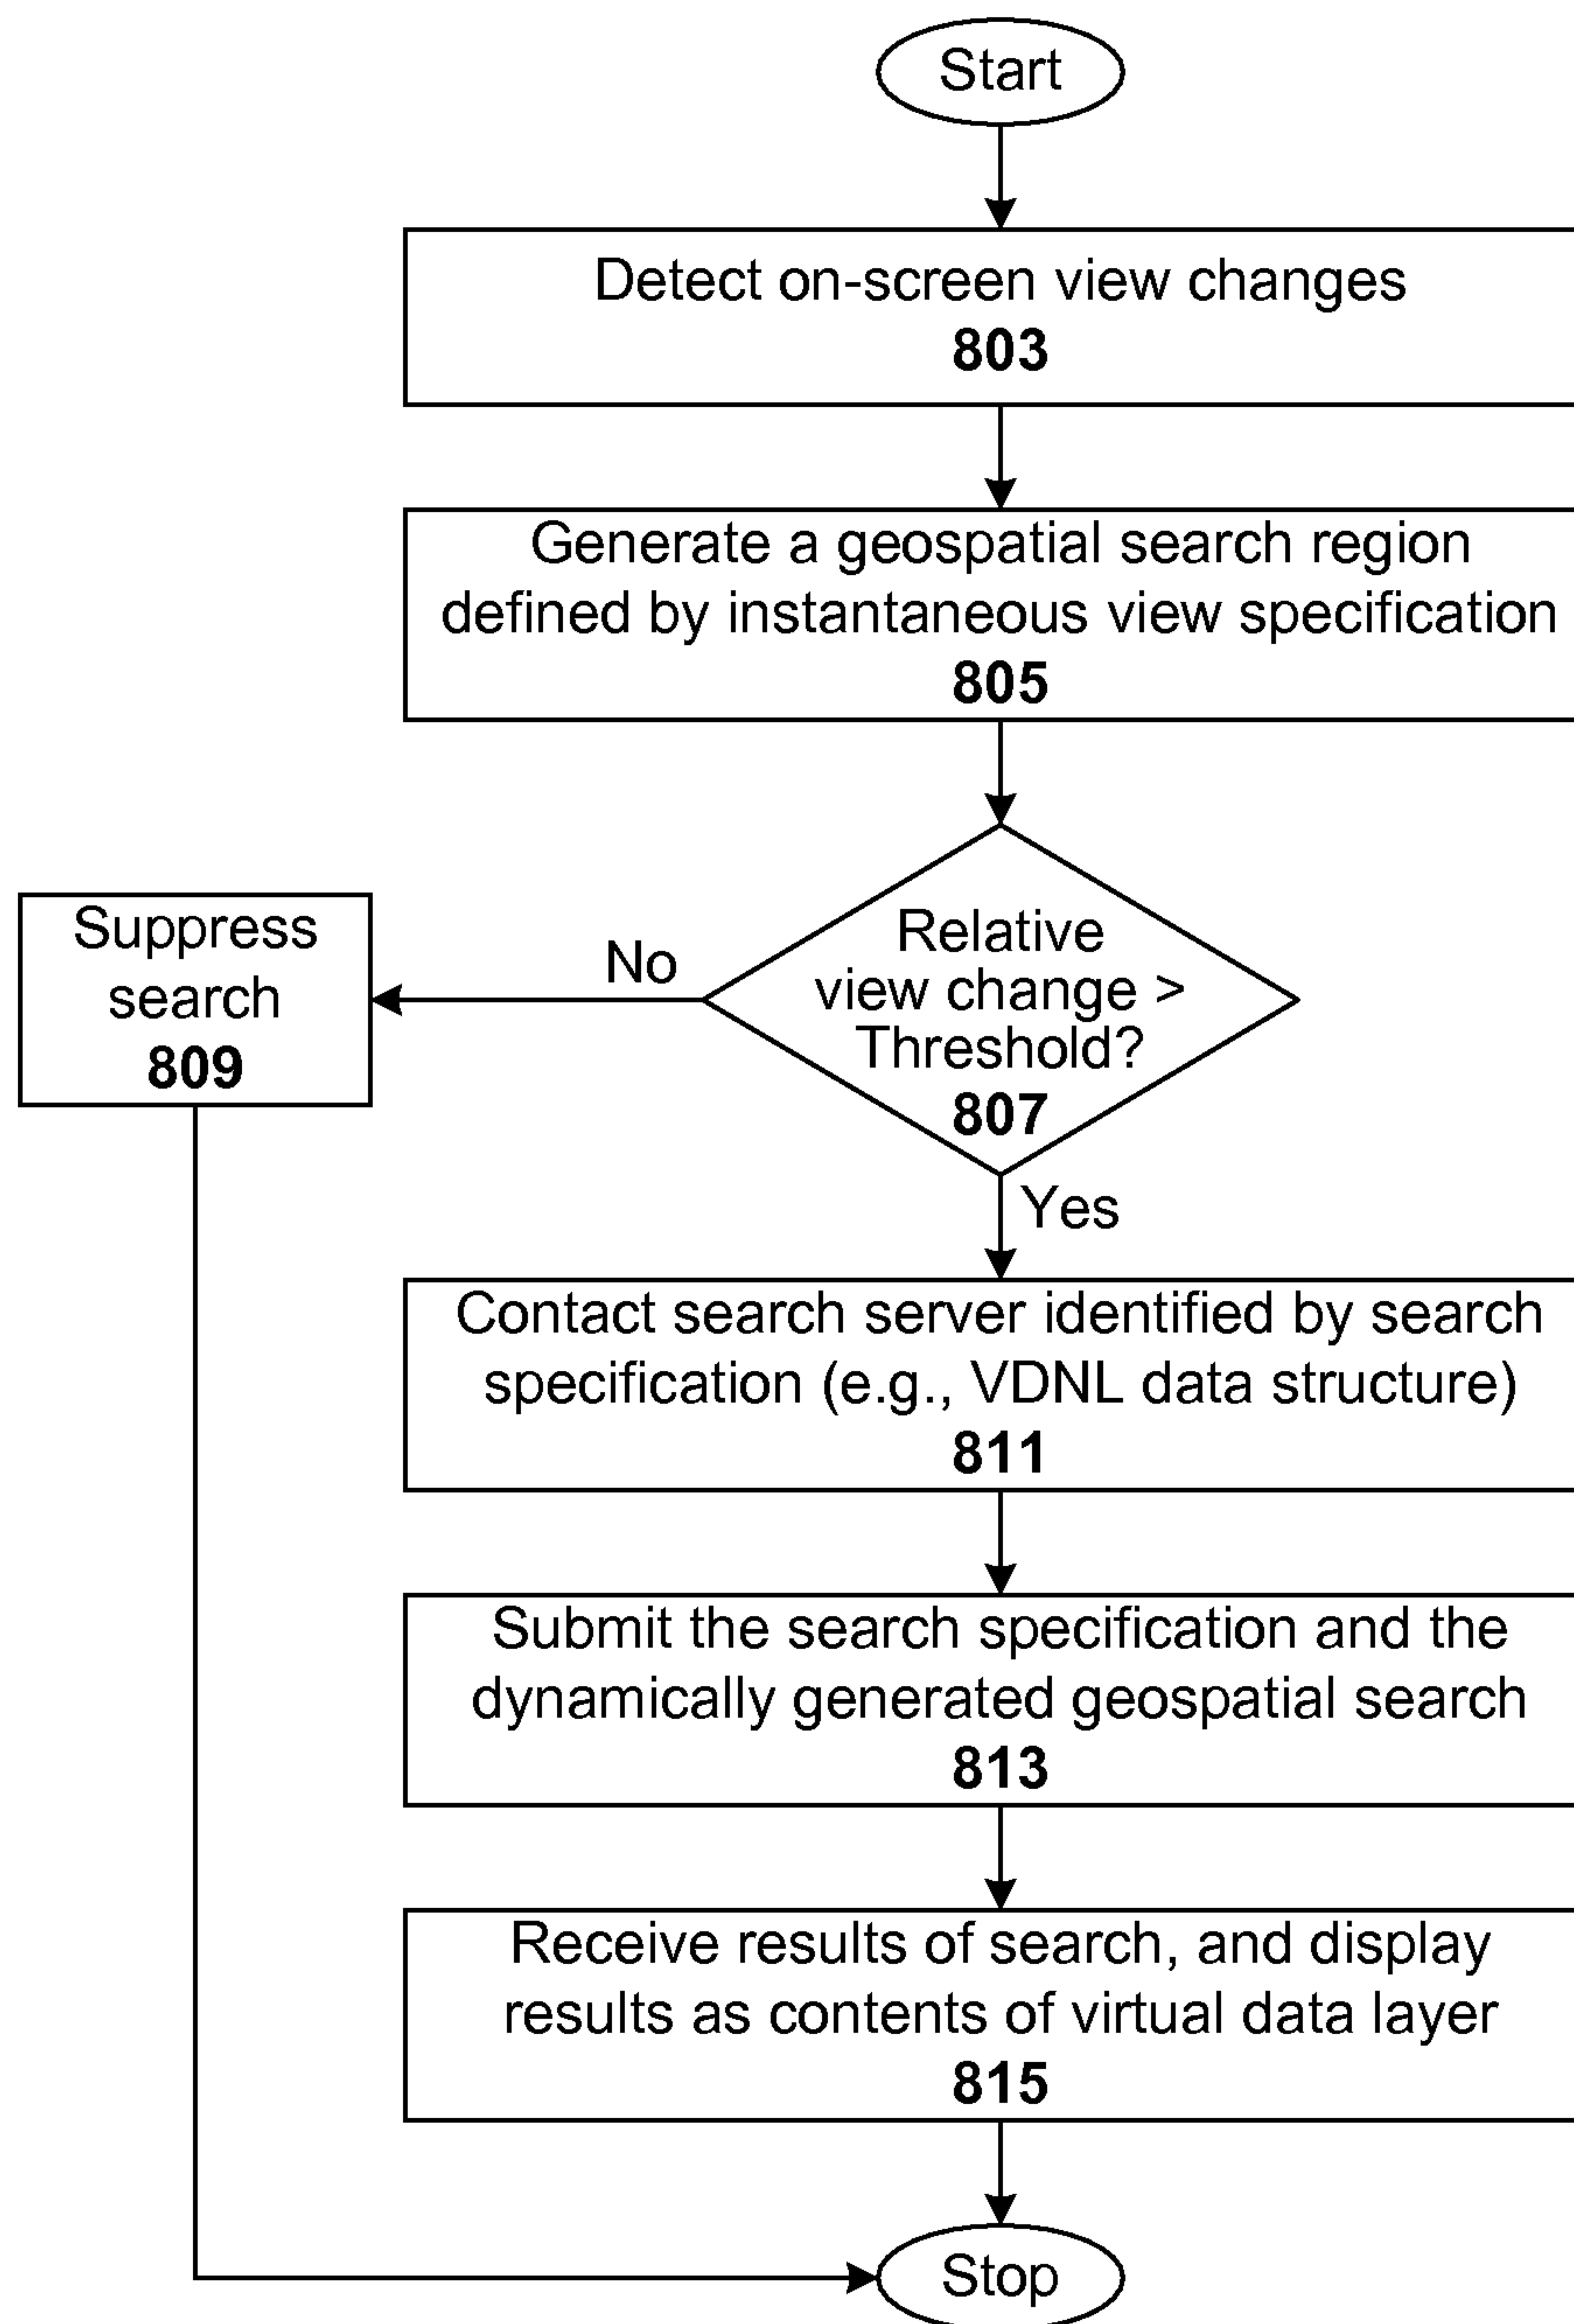 Start
Detect on-screen view changes
803
Generate a geospatial search region
defined by instantaneous view specification
805
Relative
view change >
Threshold?
807
No
Suppress
search
809
Yes
Contact search server identified by search
specification (e.g., VDNL data structure)
811
Submit the search specification and the
dynamically generated geospatial search
813
Receive results of search, and display
results as contents of virtual data layer
815
Stop